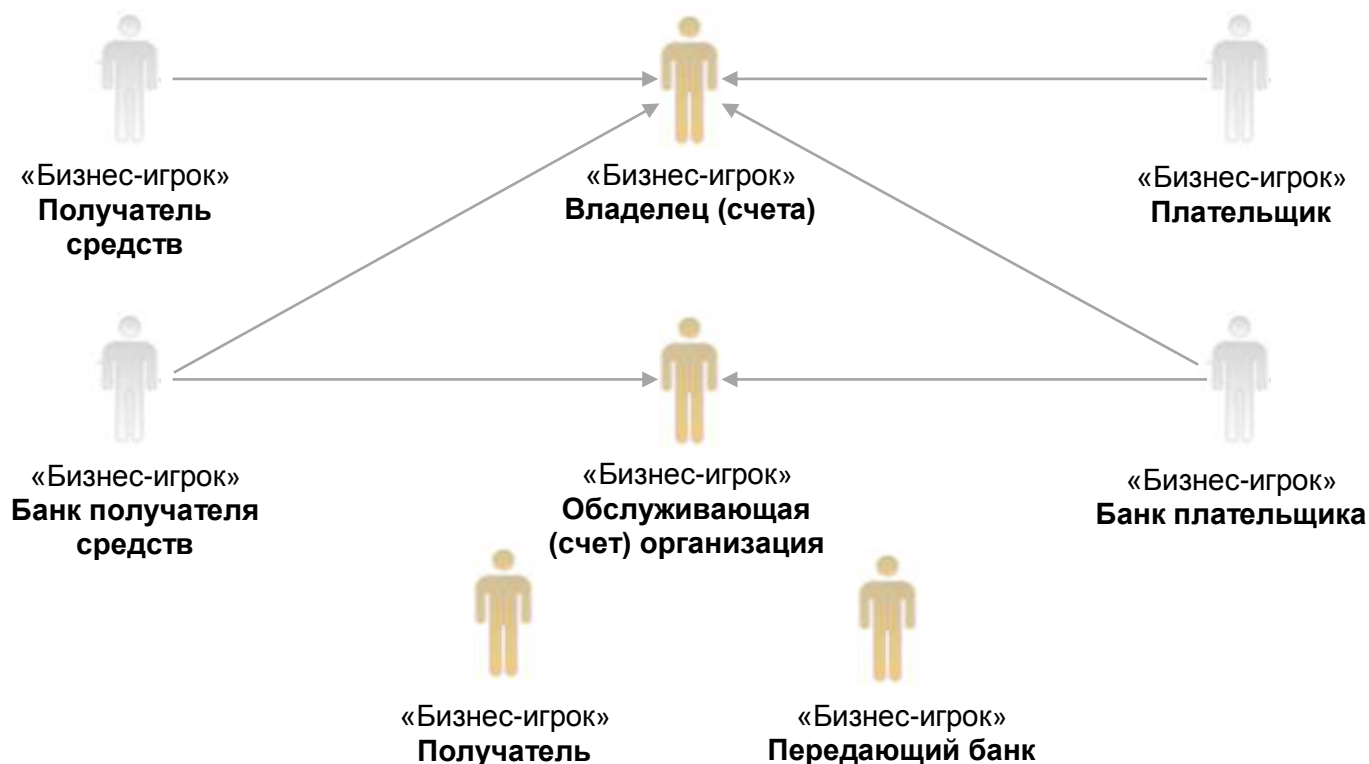 «Бизнес-игрок»
Получатель
средств
«Бизнес-игрок»
Владелец (счета)
«Бизнес-игрок»
Плательщик
«Бизнес-игрок»
Банк получателя
средств
«Бизнес-игрок»
Обслуживающая
(счет) организация
«Бизнес-игрок»
Банк плательщика
«Бизнес-игрок»
Получатель
«Бизнес-игрок»
Передающий банк